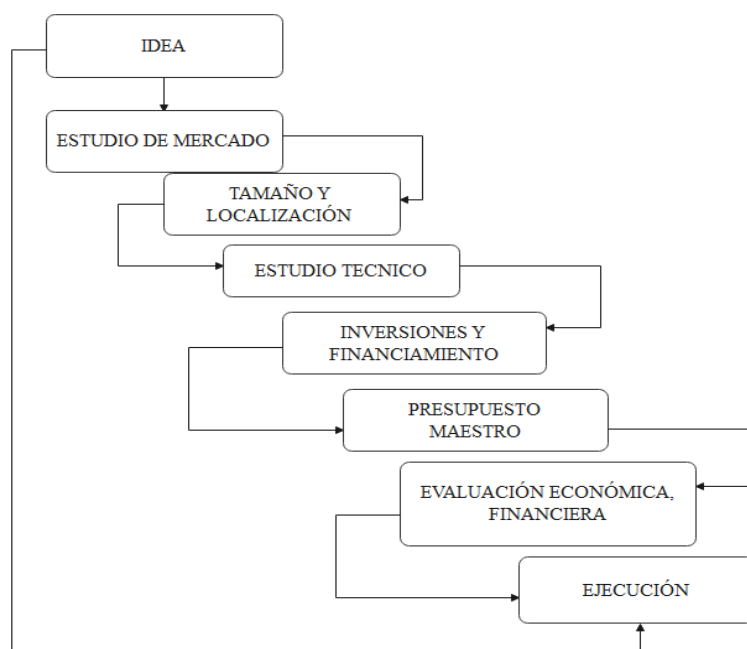 IDEA
ESTUDIO DE MERCADO
TAMAÑO Y
LOCALIZACIÓN
ESTUDIO TECNICO
INVERSIONES Y
FINANCIAMIENTO
PRESUPUESTO
MAESTRO
EVALUACIÓN ECONÓMICA,
FINANCIERA
EJECUCIÓN